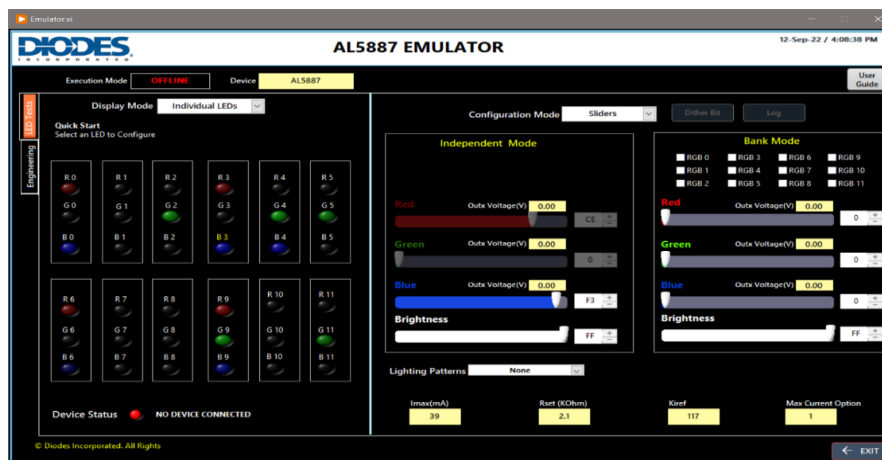 Emulator.vi
DIODES
INCORPORATED
AL5887 EMULATOR
12-Sep-22 / 4:08:38 PM
Execution Mode OFFLINE Device AL5887
User Guide
LED Tests
Engineering
Display Mode Individual LEDs
Quick Start
Select an LED to Configure
R 0 R 1 R 2 R 3 R 4 R 5
G 0 G 1 G 2 G 3 G 4 G 5
B 0 B 1 B 2 B 3 B 4 B 5
R 6 R 7 R 8 R 9 R 10 R 11
G 6 G 7 G 8 G 9 G 10 G 11
B 6 B 7 B 8 B 9 B 10 B 11
Device Status NO DEVICE CONNECTED
Configuration Mode Sliders Dither Bit Log
Independent Mode
Red Outx Voltage(V) 0.00
CE
Green Outx Voltage(V) 0.00
0
Blue Outx Voltage(V) 0.00
F3
Brightness
FF
Bank Mode
RGB 0 RGB 3 RGB 6 RGB 9
RGB 1 RGB 4 RGB 7 RGB 10
RGB 2 RGB 5 RGB 8 RGB 11
Red Outx Voltage(V) 0.00
0
Green Outx Voltage(V) 0.00
0
Blue Outx Voltage(V) 0.00
0
Brightness
FF
Lighting Patterns None
Imax(mA) Rset (KOhm) Kiref Max Current Option
39 2.1 117 1
© Diodes Incorporated. All Rights
EXIT